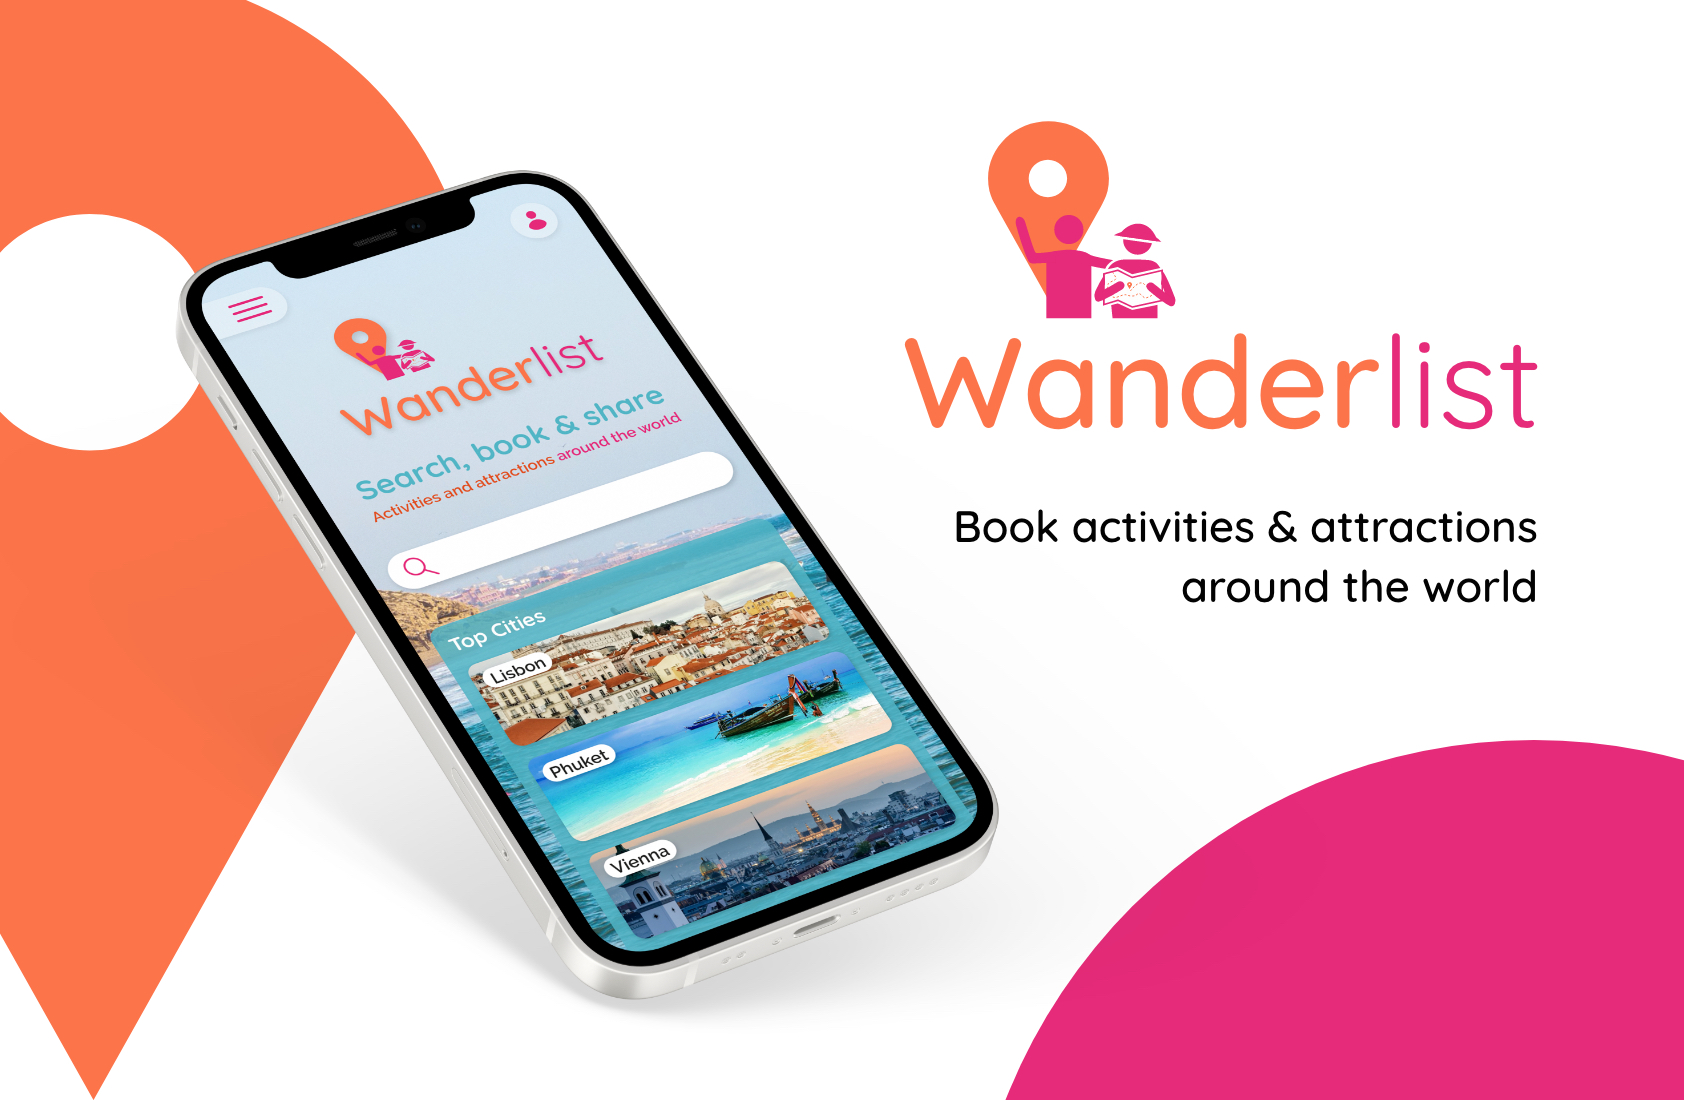 Wanderlist
Search, book & share
Activities and attractions around the world
Top Cities
Lisbon
Phuket
Vienna
Wanderlist
Book activities & attractions
around the world